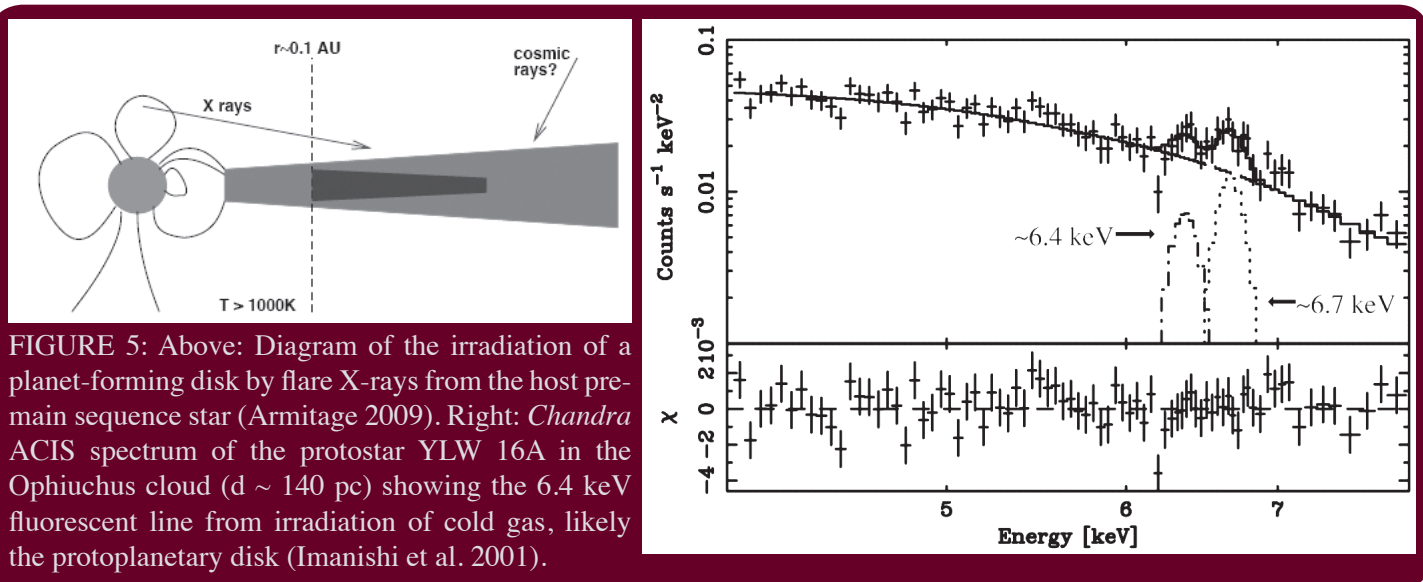 r~0.1 AU
cosmic
rays?
X rays
T > 1000K
FIGURE 5: Above: Diagram of the irradiation of a
planet-forming disk by flare X-rays from the host pre-
main sequence star (Armitage 2009). Right: Chandra
ACIS spectrum of the protostar YLW 16A in the
Ophiuchus cloud (d ~ 140 pc) showing the 6.4 keV
fluorescent line from irradiation of cold gas, likely
the protoplanetary disk (Imanishi et al. 2001).
0.1
0.01
10⁻³
Counts s⁻¹ keV⁻²
~6.4 keV
~6.7 keV
2
0
-2
-4
χ
5
6
7
Energy [keV]